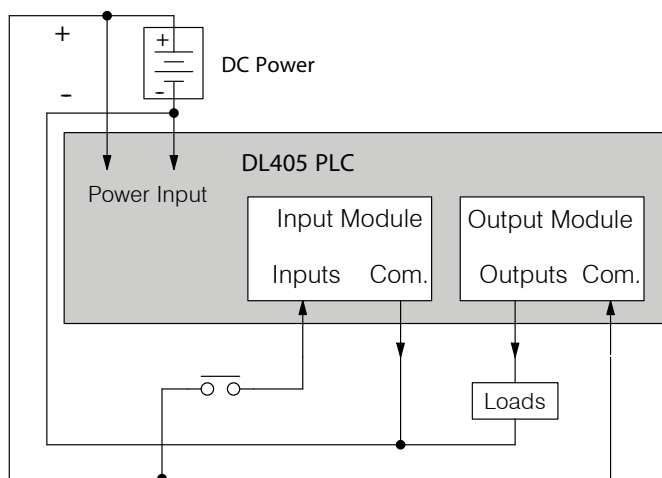 +
+
DC Power
-
-
DL405 PLC
Power Input
Input Module
Output Module
Inputs Com.
Outputs Com.
Loads